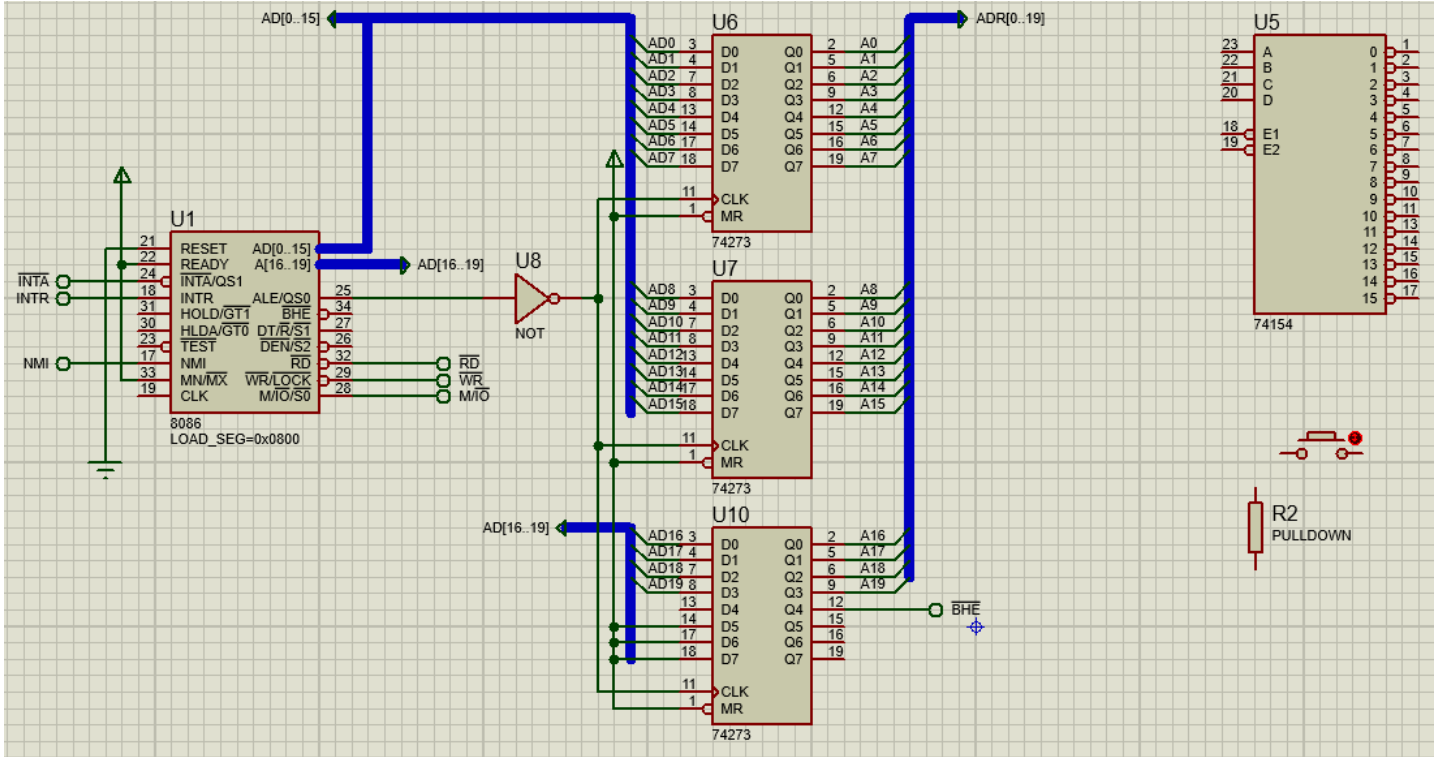 AD[0..15]
ADR[0..19]
U6
AD0 3 D0 Q0 2 A0
AD1 4 D1 Q1 5 A1
AD2 7 D2 Q2 6 A2
AD3 8 D3 Q3 9 A3
AD4 13 D4 Q4 12 A4
AD5 14 D5 Q5 15 A5
AD6 17 D6 Q6 16 A6
AD7 18 D7 Q7 19 A7
11 CLK
1 MR
74273
U5
23 A 0 1
22 B 1 2
21 C 2 3
20 D 3 4
4 5
18 E1 5 6
19 E2 6 7
7 8
8 9
9 10
10 11
11 13
12 14
13 15
14 16
15 17
74154
U1
21 RESET AD[0..15]
22 READY A[16..19] AD[16..19]
INTA 24 INTA/QS1
INTR 18 INTR ALE/QS0 25
31 HOLD/GT1 BHE 34
30 HLDA/GT0 DT/R/S1 27
23 TEST DEN/S2 26
NMI 17 NMI RD 32 RD
33 MN/MX WR/LOCK 29 WR
19 CLK M/IO/S0 28 M/IO
8086
LOAD_SEG=0x0800
U8
NOT
U7
AD8 3 D0 Q0 2 A8
AD9 4 D1 Q1 5 A9
AD10 7 D2 Q2 6 A10
AD11 8 D3 Q3 9 A11
AD12 13 D4 Q4 12 A12
AD13 14 D5 Q5 15 A13
AD14 17 D6 Q6 16 A14
AD15 18 D7 Q7 19 A15
11 CLK
1 MR
74273
AD[16..19]
U10
AD16 3 D0 Q0 2 A16
AD17 4 D1 Q1 5 A17
AD18 7 D2 Q2 6 A18
AD19 8 D3 Q3 9 A19
13 D4 Q4 12 BHE
14 D5 Q5 15
17 D6 Q6 16
18 D7 Q7 19
11 CLK
1 MR
74273
R2
PULLDOWN